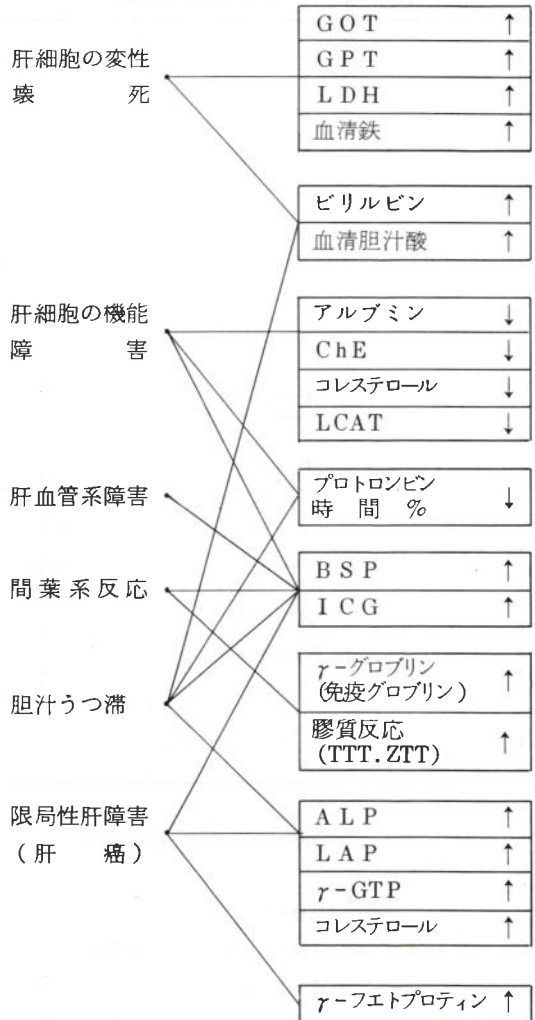 肝細胞の変性
壊死
肝細胞の機能
障害
肝血管系障害
間葉系反応
胆汁うつ滞
限局性肝障害
(肝癌)
GOT ↑
GPT ↑
LDH ↑
血清鉄 ↑
ビリルビン ↑
血清胆汁酸 ↑
アルブミン ↓
ChE ↓
コレステロール ↓
LCAT ↓
プロトロンビン
時間 % ↓
BSP ↑
ICG ↑
γ-グロブリン
(免疫グロブリン) ↑
膠質反応
(TTT.ZTT) ↑
ALP ↑
LAP ↑
γ-GTP ↑
コレステロール ↑
γ-フエトプロティン ↑